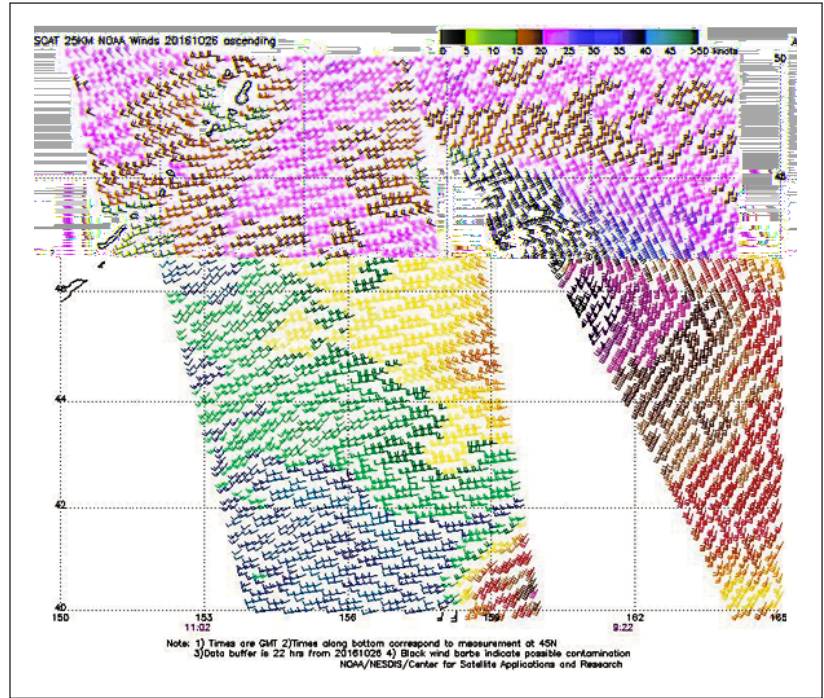 SCAT 25KM NOAA Winds 20161026 ascending
0 5 10 15 20 25 30 35 40 45 >50 knots
A
50
48
46
44
42
40
150 153 156 159 162 165
11:02 9:22
Note: 1) Times are GMT 2)Times along bottom correspond to measurement at 45N
3)Data buffer is 22 hrs from 20161026 4) Black wind barbs indicate possible contamination
NOAA/NESDIS/Center for Satellite Applications and Research